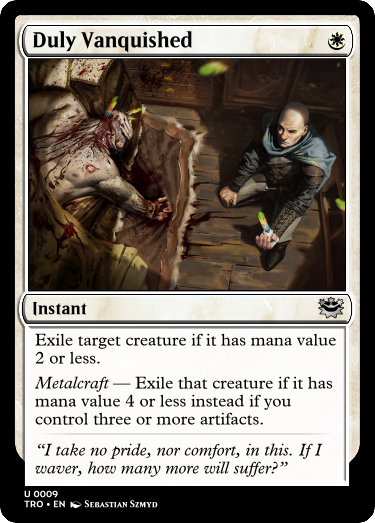 Duly Vanquished
Instant
Exile target creature if it has mana value
2 or less.
Metalcraft — Exile that creature if it has
mana value 4 or less instead if you
control three or more artifacts.
“I take no pride, nor comfort, in this. If I
waver, how many more will suffer?”
U 0009
TRO • EN Sebastian Szmyd